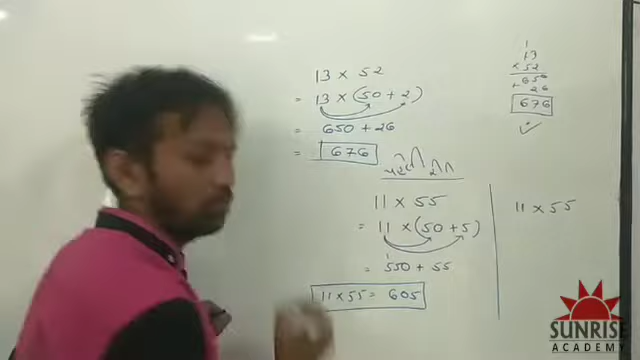 13 × 52
= 13 × (50 + 2)
= 650 + 26
= 676
11 × 55
= 11 × (50 + 5)
= 550 + 55
11 × 55 = 605
1
13
× 52
650
+ 26
676
✓
11 × 55
SUNRISE
ACADEMY